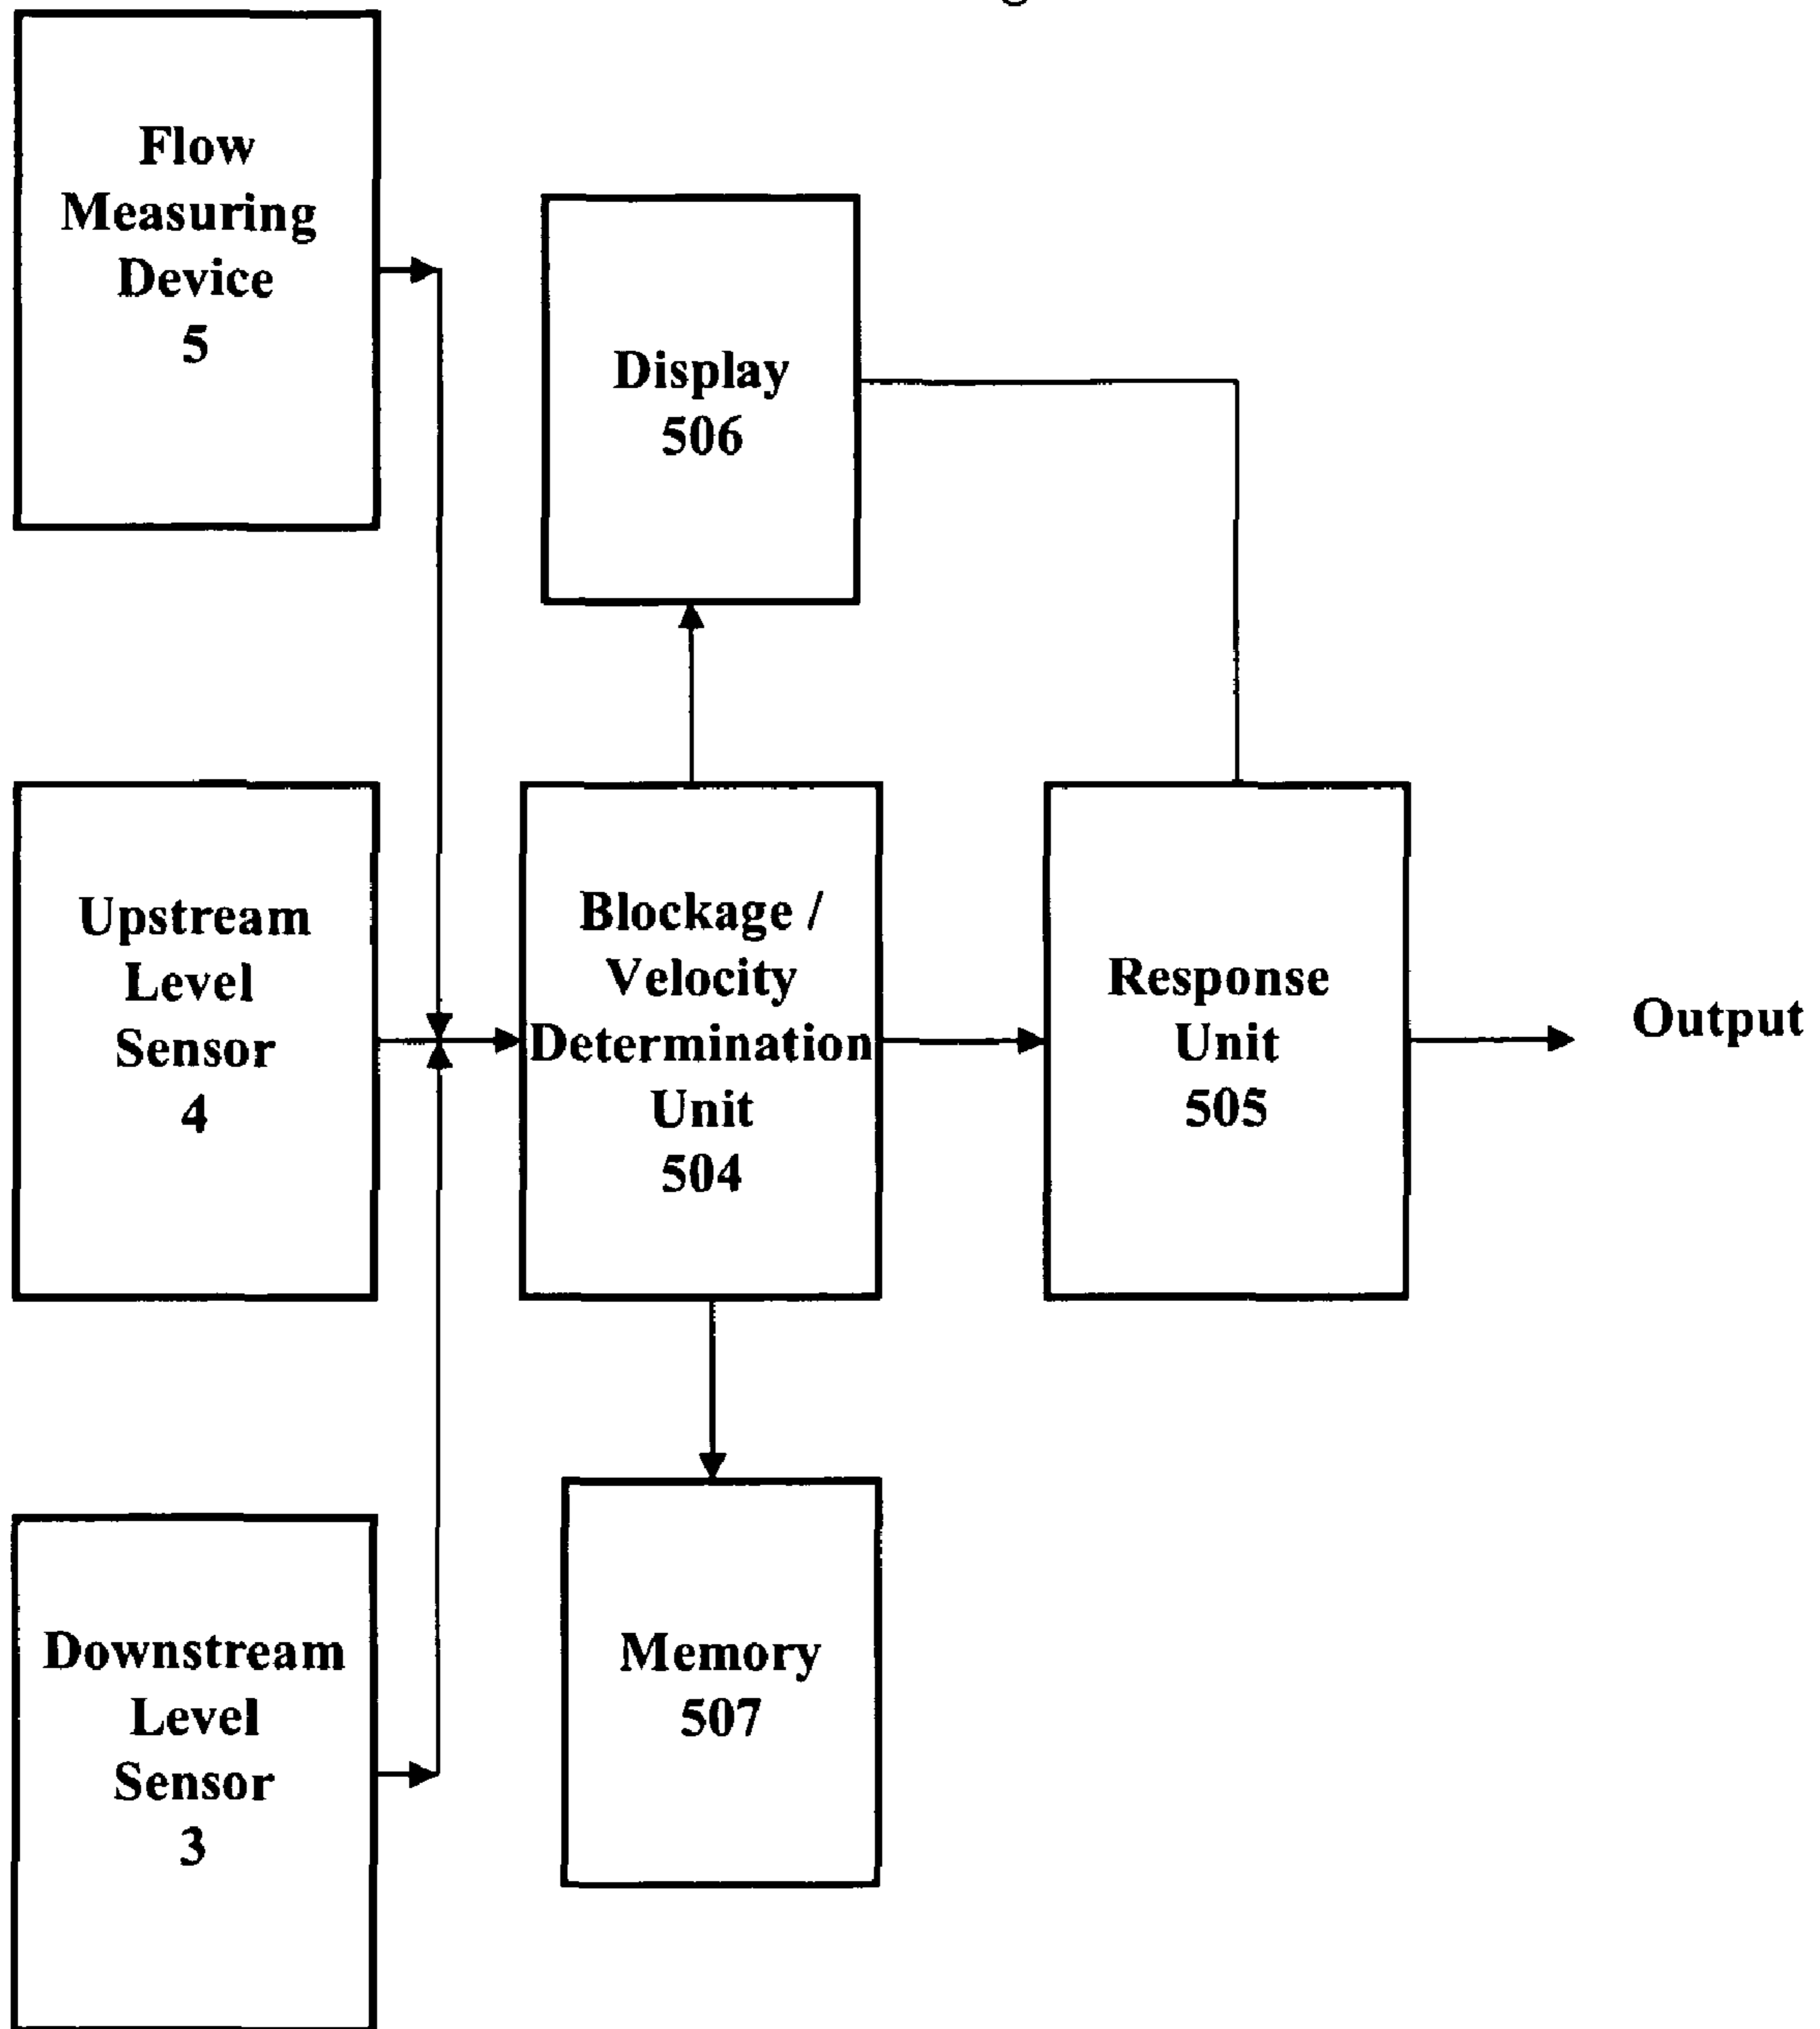 Flow
Measuring
Device
5
Display
506
Upstream
Level
Sensor
4
Blockage /
Velocity
Determination
Unit
504
Response
Unit
505
Output
Downstream
Level
Sensor
3
Memory
507